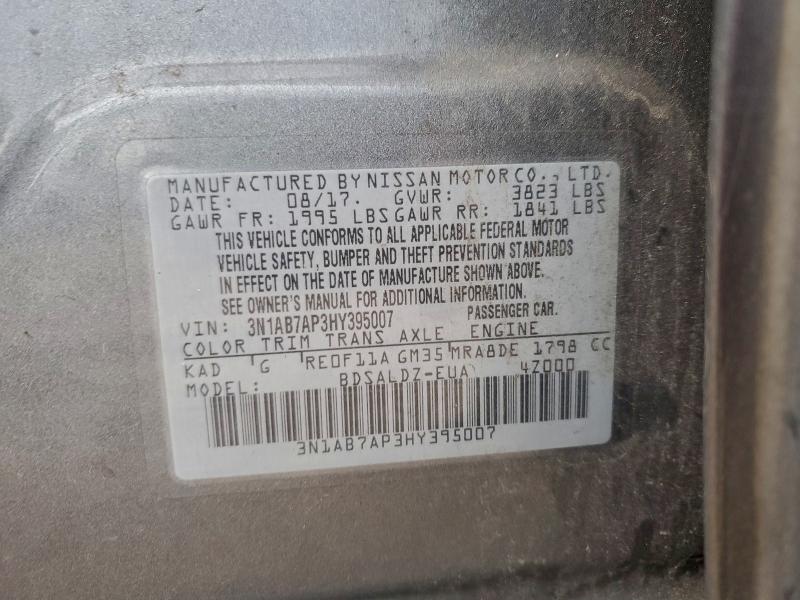 MANUFACTURED BY NISSAN MOTOR CO., LTD.
DATE: 08/17. GVWR: 3823 LBS
GAWR FR: 1995 LBS GAWR RR: 1841 LBS
THIS VEHICLE CONFORMS TO ALL APPLICABLE FEDERAL MOTOR
VEHICLE SAFETY, BUMPER AND THEFT PREVENTION STANDARDS
IN EFFECT ON THE DATE OF MANUFACTURE SHOWN ABOVE.
SEE OWNER'S MANUAL FOR ADDITIONAL INFORMATION.
VIN: 3N1AB7AP3HY395007 PASSENGER CAR.
COLOR TRIM TRANS AXLE ENGINE
KAD G RE0F11A GM35 MRA8DE 1798 CC
MODEL: BDSALDZ-EUA 4Z000
3N1AB7AP3HY395007